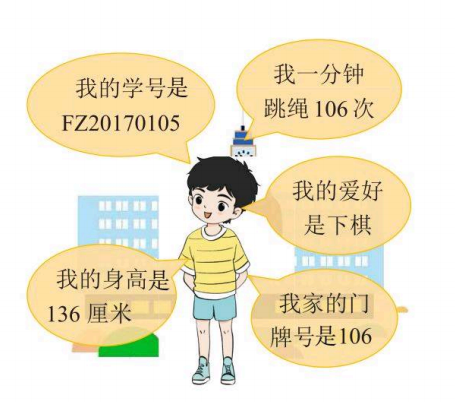 我的学号是
FZ20170105
我一分钟
跳绳106次
我的爱好
是下棋
我的身高是
136厘米
我家的门
牌号是106